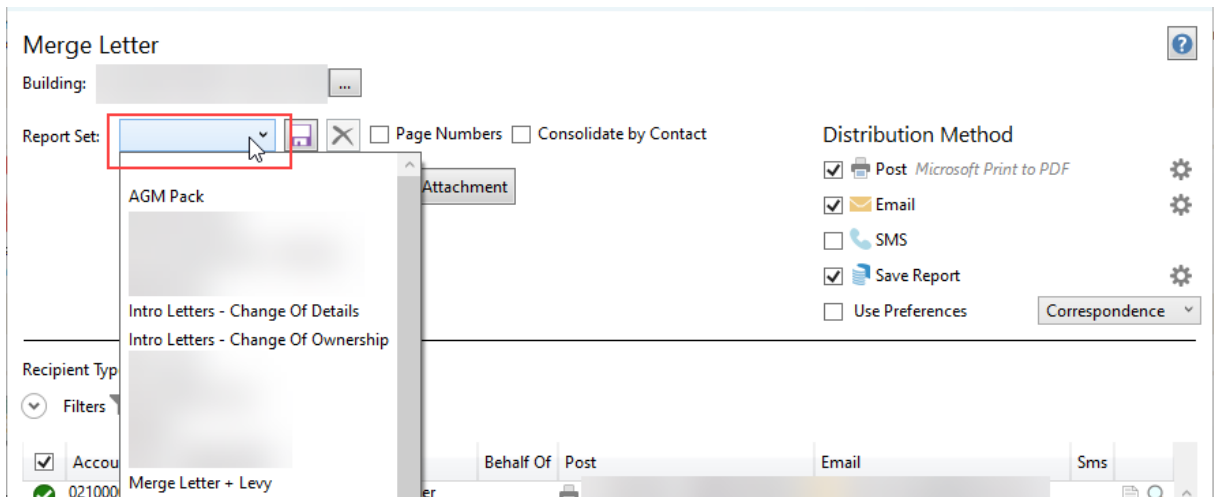 Merge Letter
?
Building:
...
Report Set:
Page Numbers
Consolidate by Contact
Distribution Method
Attachment
Post Microsoft Print to PDF
AGM Pack
Email
SMS
Save Report
Intro Letters - Change Of Details
Use Preferences
Correspondence
Intro Letters - Change Of Ownership
Recipient Typ
Filters
Accou
Behalf Of
Post
Email
Sms
Merge Letter + Levy
021000
er